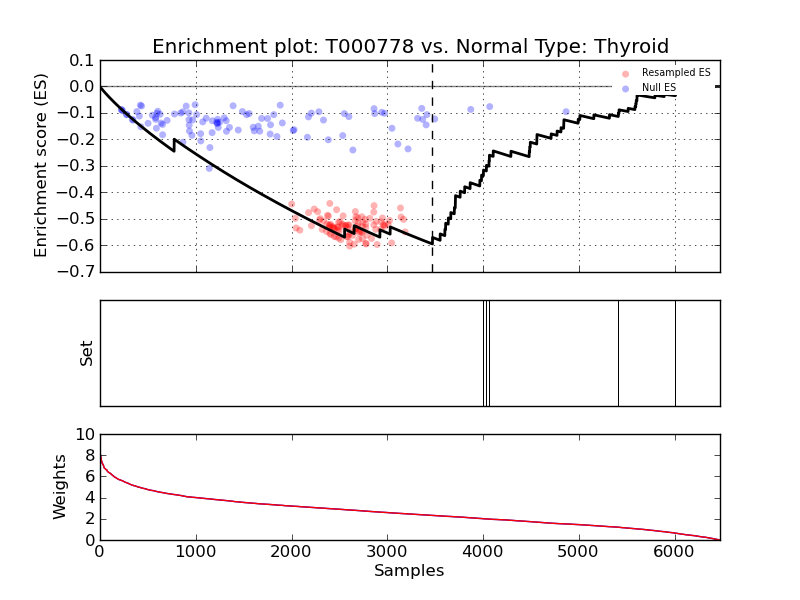 Enrichment plot: T000778 vs. Normal Type: Thyroid
Enrichment score (ES)
0.1
0.0
−0.1
−0.2
−0.3
−0.4
−0.5
−0.6
−0.7
Resampled ES
Null ES
Set
Weights
10
8
6
4
2
0
0 1000 2000 3000 4000 5000 6000
Samples